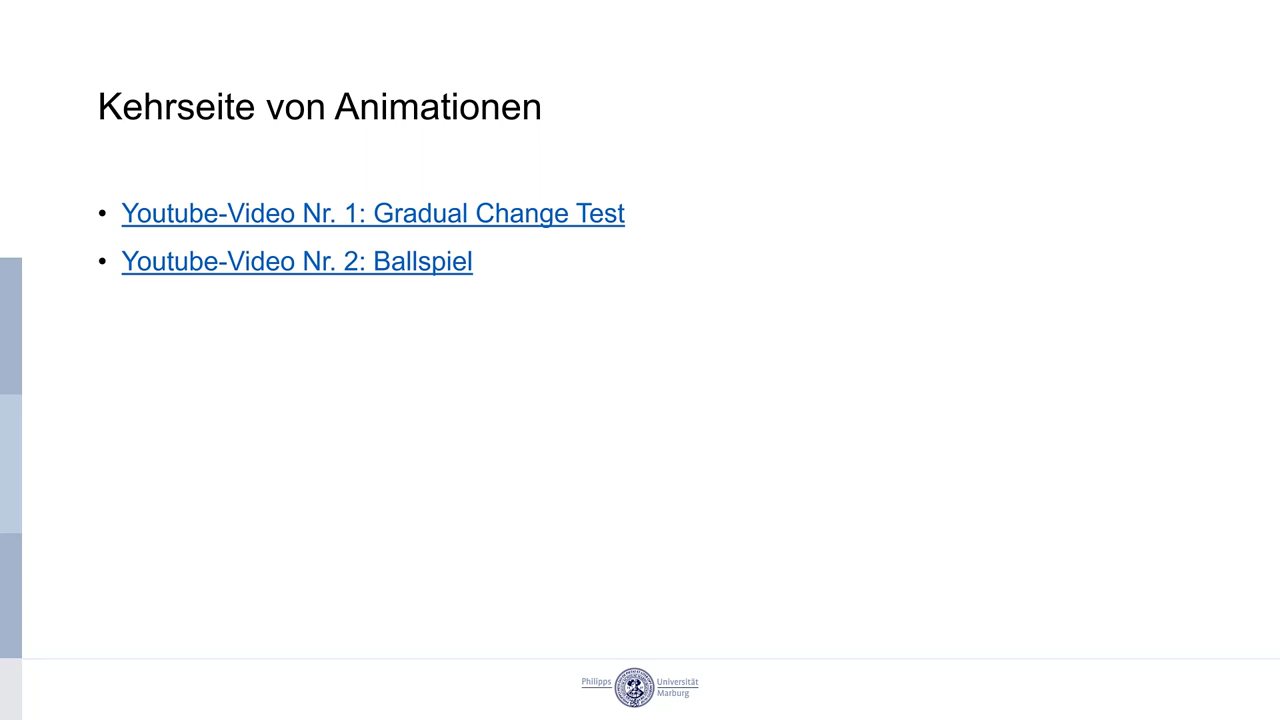 Kehrseite von Animationen
• Youtube-Video Nr. 1: Gradual Change Test
• Youtube-Video Nr. 2: Ballspiel
Philipps Universität
Marburg